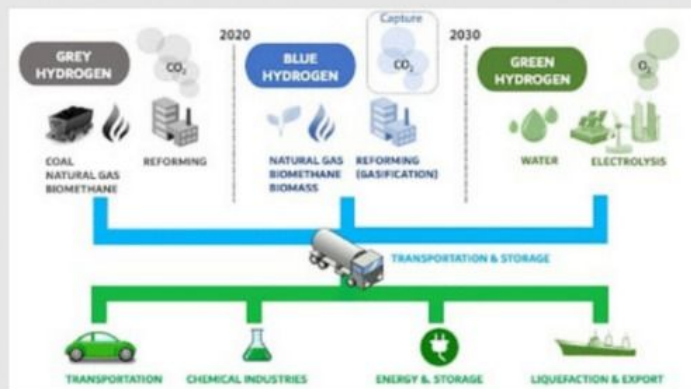 2020
2030
Capture
GREY
HYDROGEN
CO2
BLUE
HYDROGEN
CO2
GREEN
HYDROGEN
O2
COAL
NATURAL GAS
BIOMETHANE
REFORMING
NATURAL GAS
BIOMETHANE
BIOMASS
REFORMING
(GASIFICATION)
WATER
ELECTROLYSIS
TRANSPORTATION & STORAGE
TRANSPORTATION
CHEMICAL INDUSTRIES
ENERGY & STORAGE
LIQUEFACTION & EXPORT